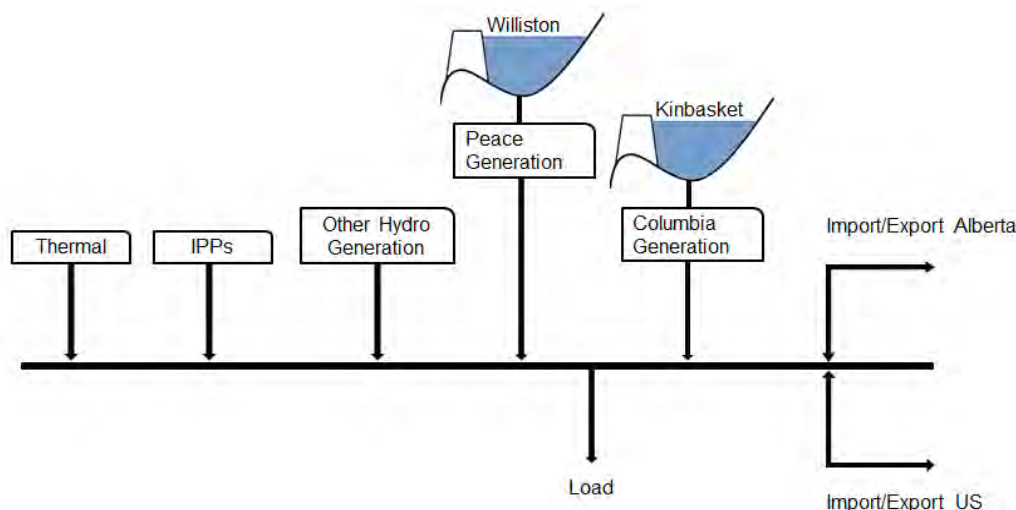 Williston
Kinbasket
Peace
Generation
Other Hydro
Generation
Columbia
Generation
Import/Export Alberta
Thermal
IPPs
Load
Import/Export US